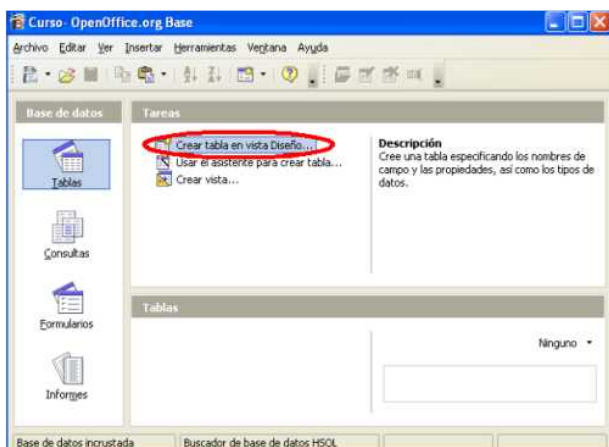 Curso- OpenOffice.org Base
Archivo Editar Ver Insertar Herramientas Ventana Ayuda
Base de datos
Tareas
Tablas
Consultas
Formularios
Informes
Crear tabla en vista Diseño...
Usar el asistente para crear tabla...
Crear vista...
Descripción
Cree una tabla especificando los nombres de
campo y las propiedades, así como los tipos de
datos.
Tablas
Ninguno
Base de datos incrustada
Buscador de base de datos HSQL